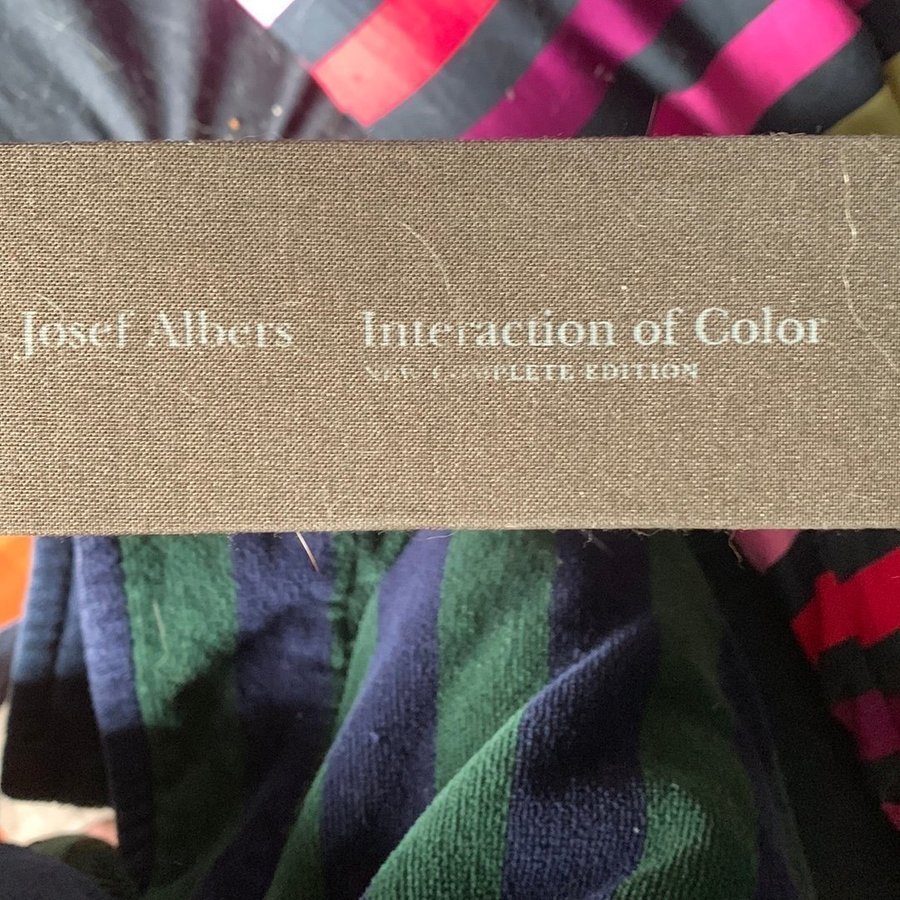 Josef Albers Interaction of Color
NEW COMPLETE EDITION